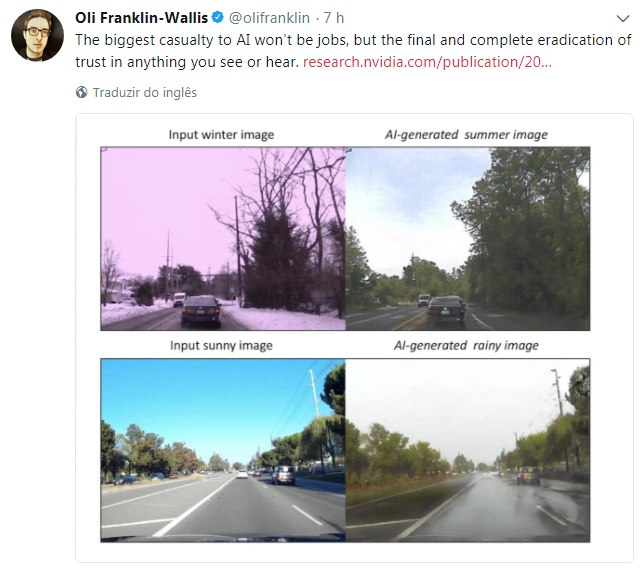 Oli Franklin-Wallis @olifranklin · 7 h
The biggest casualty to AI won't be jobs, but the final and complete eradication of
trust in anything you see or hear. research.nvidia.com/publication/20...
Traduzir do inglês
Input winter image
AI-generated summer image
Input sunny image
AI-generated rainy image